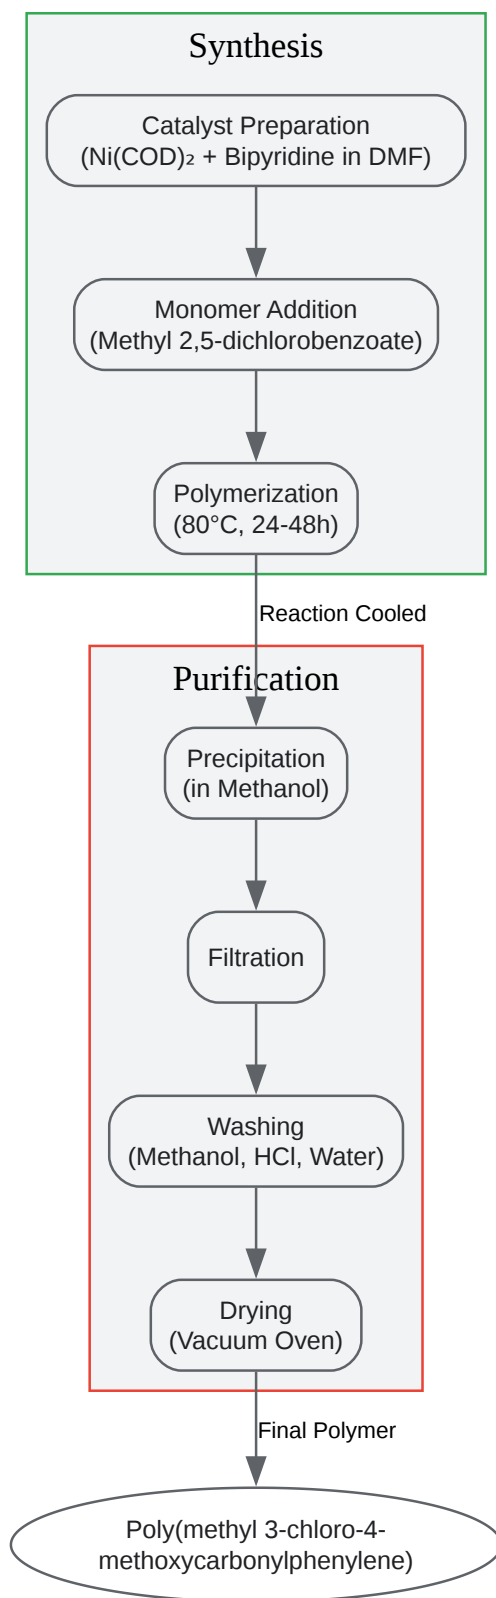 Synthesis
Catalyst Preparation
(Ni(COD)₂ + Bipyridine in DMF)
Monomer Addition
(Methyl 2,5-dichlorobenzoate)
Polymerization
(80°C, 24-48h)
Reaction Cooled
Purification
Precipitation
(in Methanol)
Filtration
Washing
(Methanol, HCl, Water)
Drying
(Vacuum Oven)
Final Polymer
Poly(methyl 3-chloro-4-
methoxycarbonylphenylene)